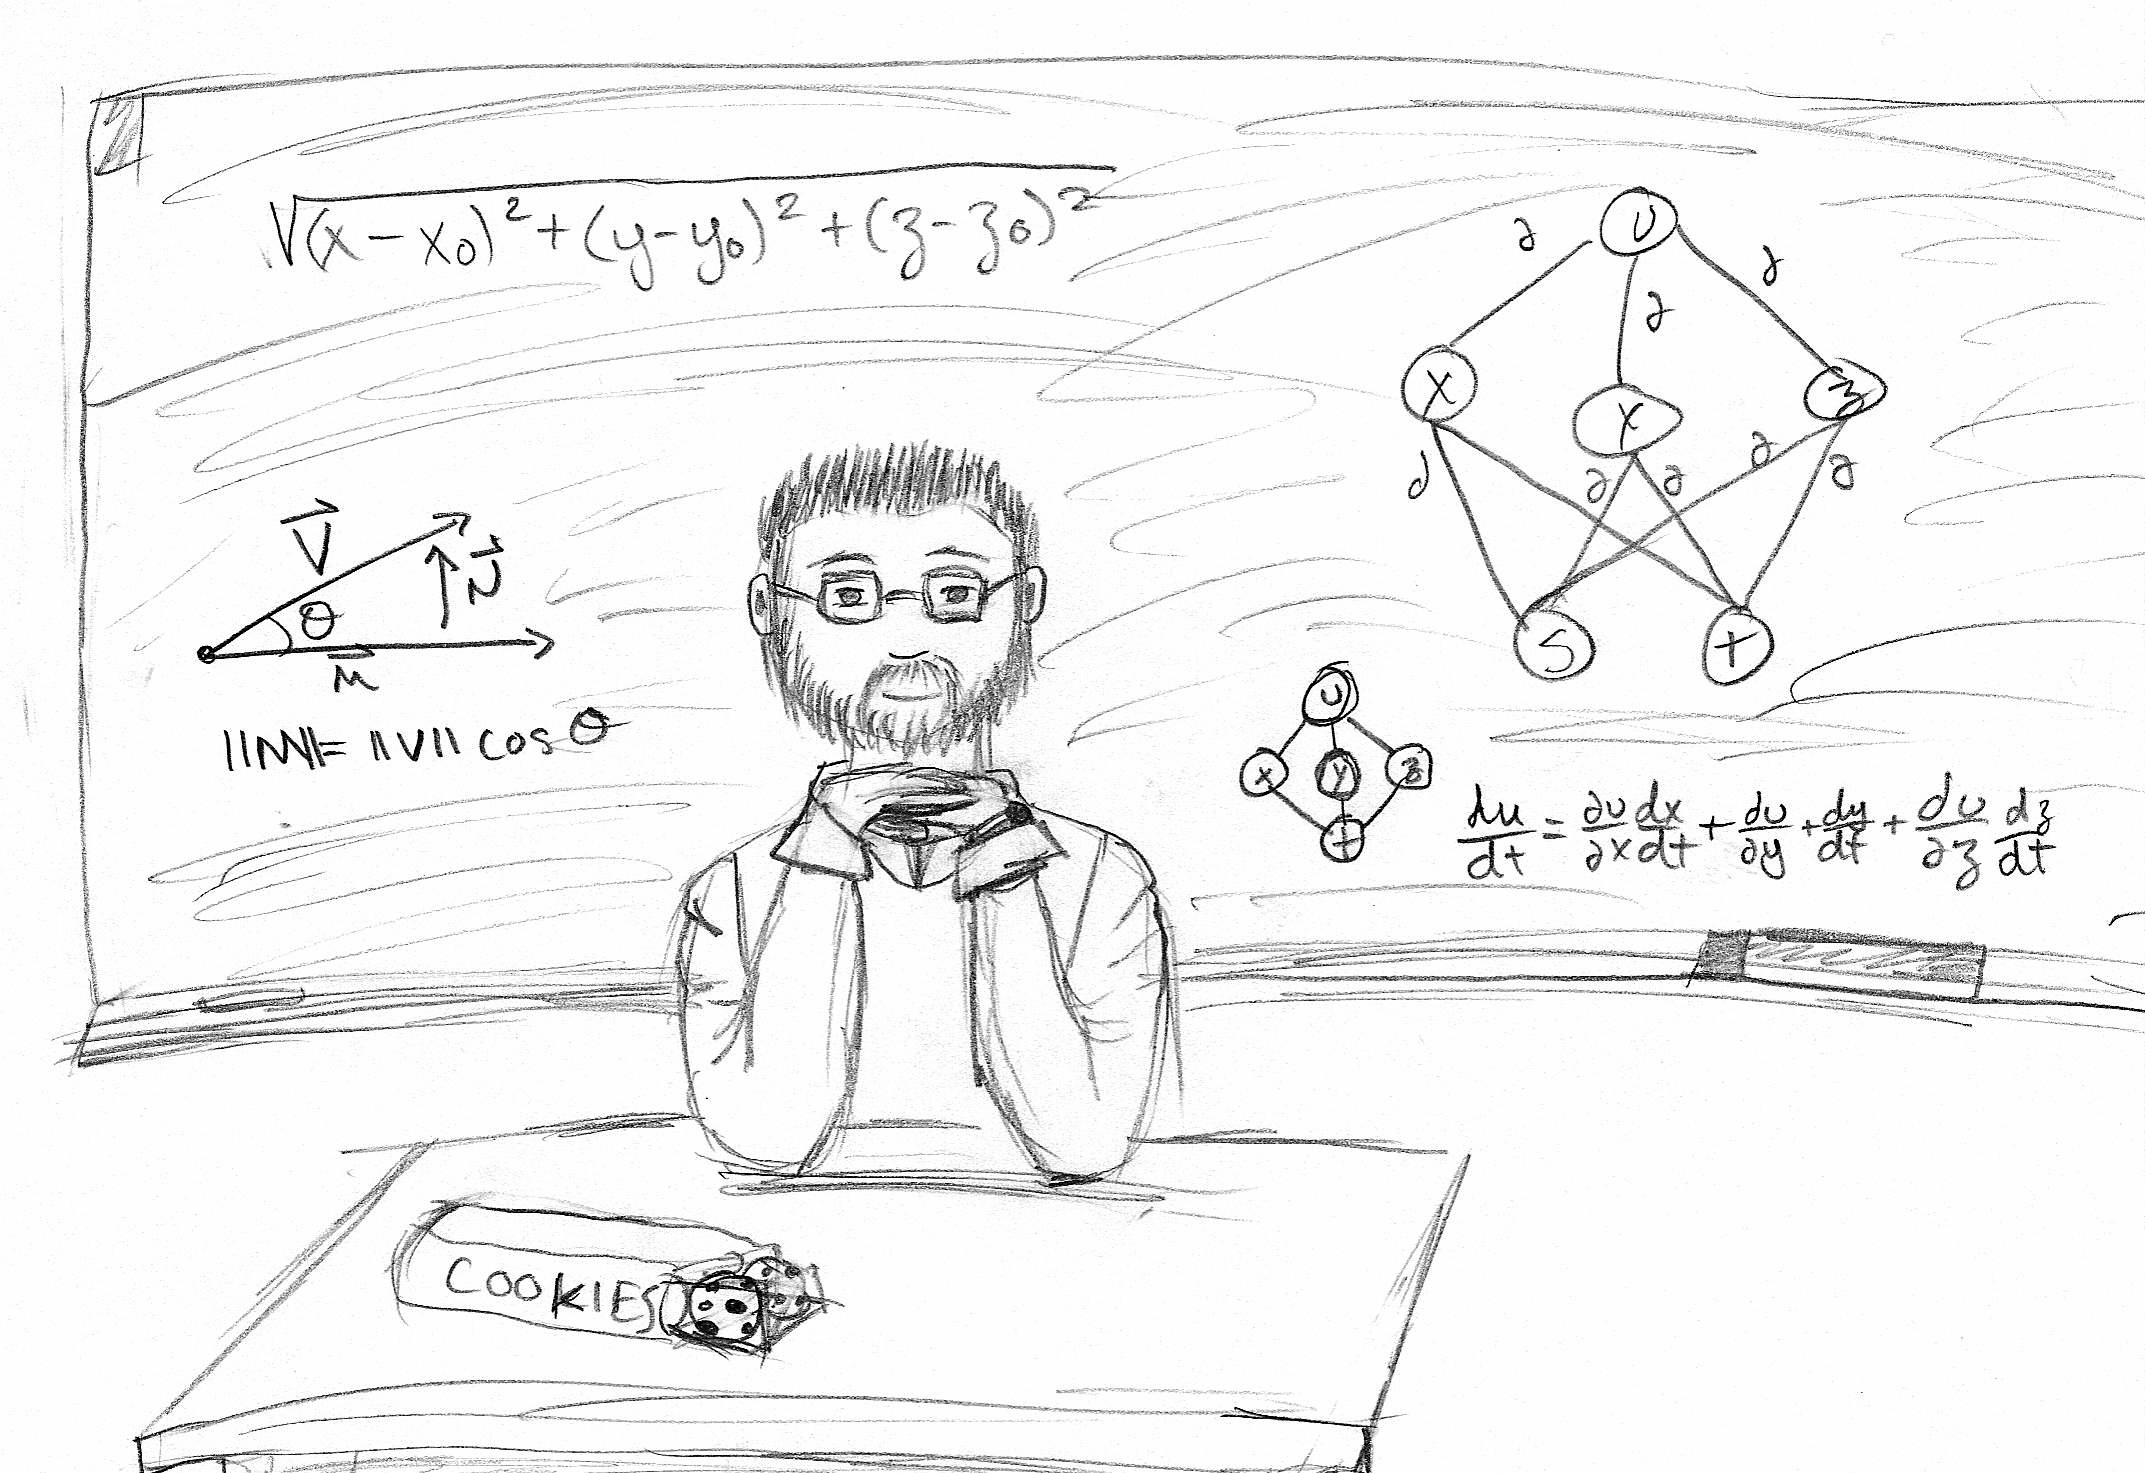 √(x-x₀)²+(y-y₀)²+(z-z₀)²
U
∂ ∂ ∂
X Y z
d ∂ ∂ ∂ ∂
S t
V⃗
θ
u⃗
||M||= ||V|| cos θ
U
x y z
t
du/dt = ∂u/∂x dx/dt + du/∂y + dy/dt + du/∂z dz/dt
COOKIES